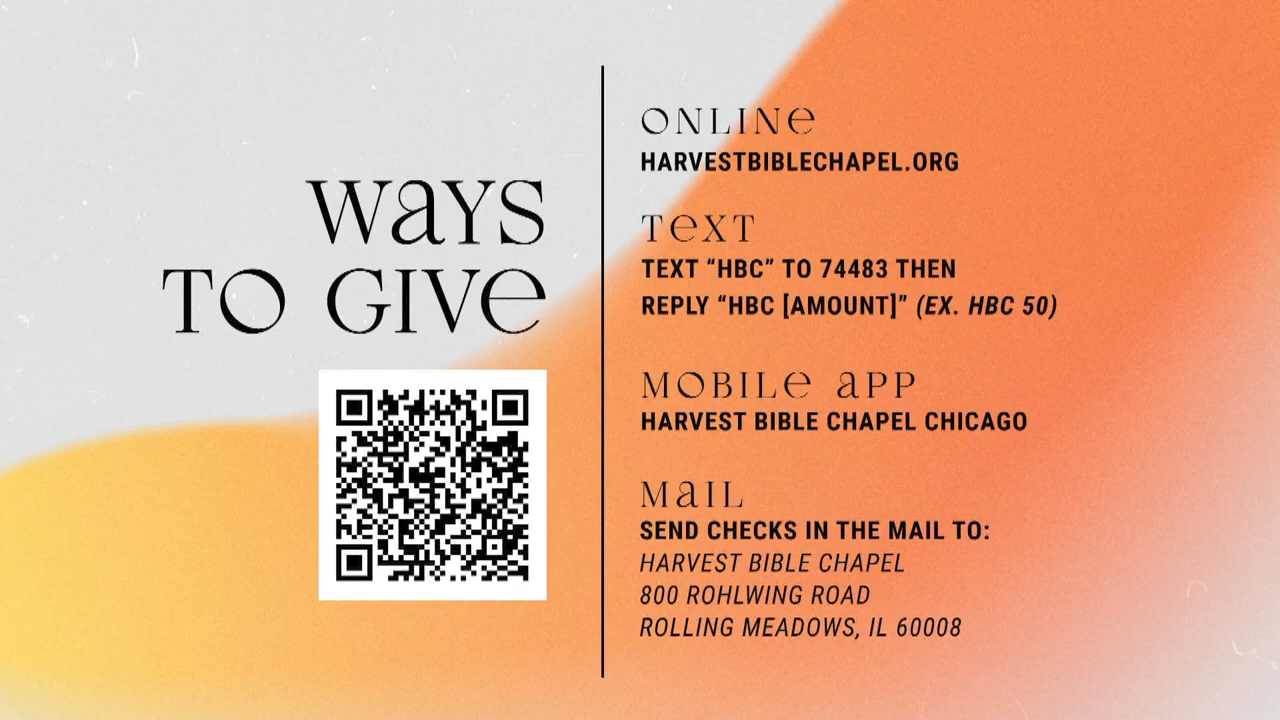 WAYS
TO GIVE
ONLINE
HARVESTBIBLECHAPEL.ORG
TEXT
TEXT “HBC” TO 74483 THEN
REPLY “HBC [AMOUNT]” (EX. HBC 50)
MOBILE APP
HARVEST BIBLE CHAPEL CHICAGO
MAIL
SEND CHECKS IN THE MAIL TO:
HARVEST BIBLE CHAPEL
800 ROHLWING ROAD
ROLLING MEADOWS, IL 60008